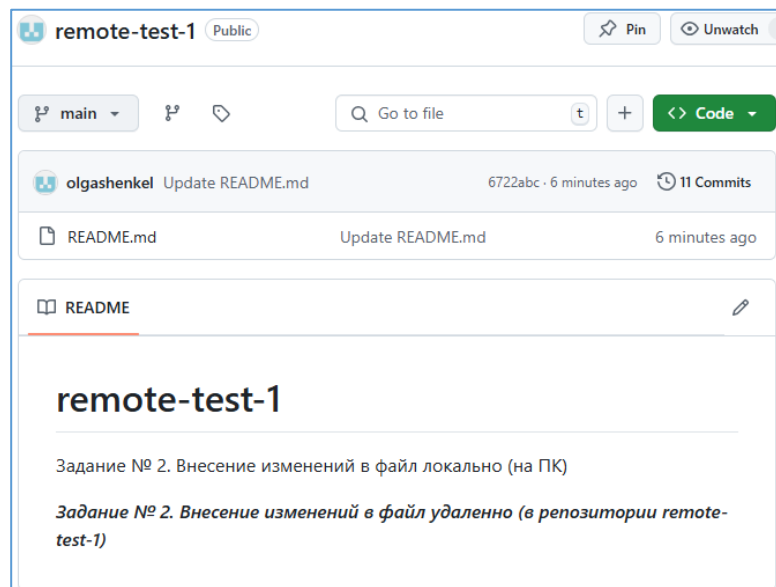 remote-test-1 Public Pin Unwatch
main Go to file t + <> Code
olgashenkel Update README.md 6722abc · 6 minutes ago 11 Commits
README.md Update README.md 6 minutes ago
README
remote-test-1
Задание № 2. Внесение изменений в файл локально (на ПК)
Задание № 2. Внесение изменений в файл удаленно (в репозитории remote-
test-1)